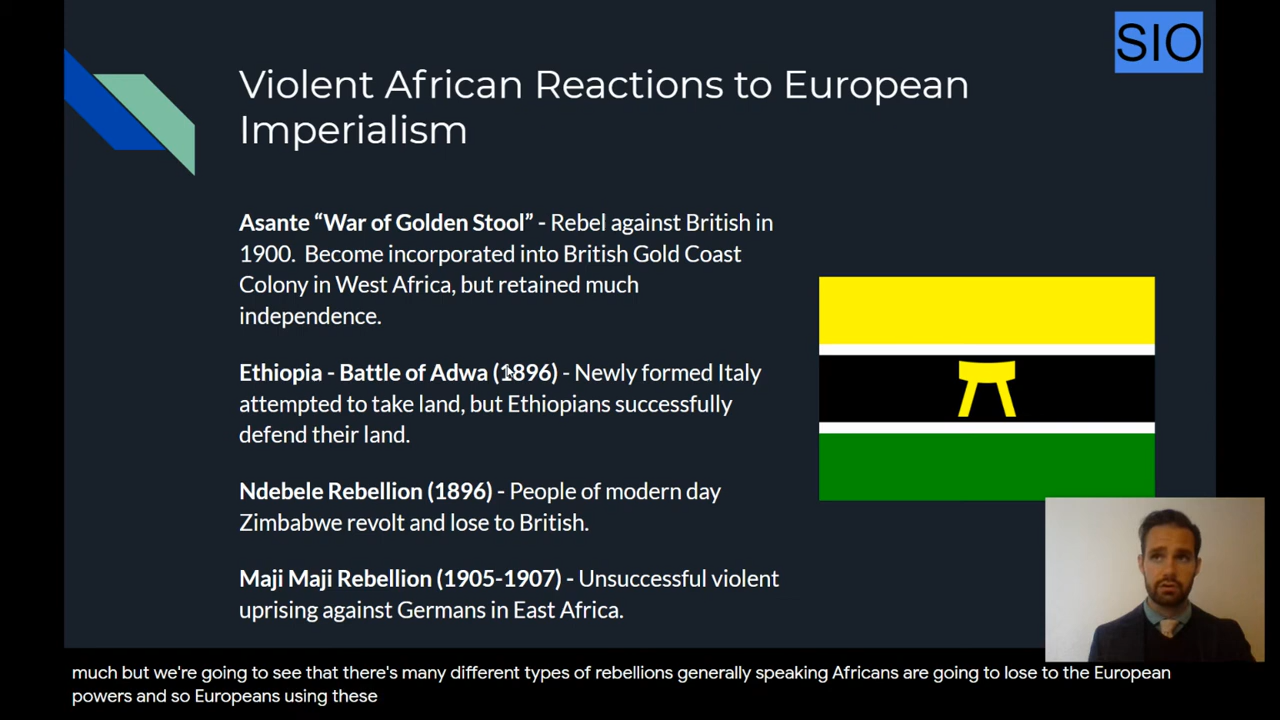 SIO
Violent African Reactions to European
Imperialism
Asante “War of Golden Stool” - Rebel against British in
1900.  Become incorporated into British Gold Coast
Colony in West Africa, but retained much
independence.
Ethiopia - Battle of Adwa (1896) - Newly formed Italy
attempted to take land, but Ethiopians successfully
defend their land.
Ndebele Rebellion (1896) - People of modern day
Zimbabwe revolt and lose to British.
Maji Maji Rebellion (1905-1907) - Unsuccessful violent
uprising against Germans in East Africa.
much but we're going to see that there's many different types of rebellions generally speaking Africans are going to lose to the European
powers and so Europeans using these